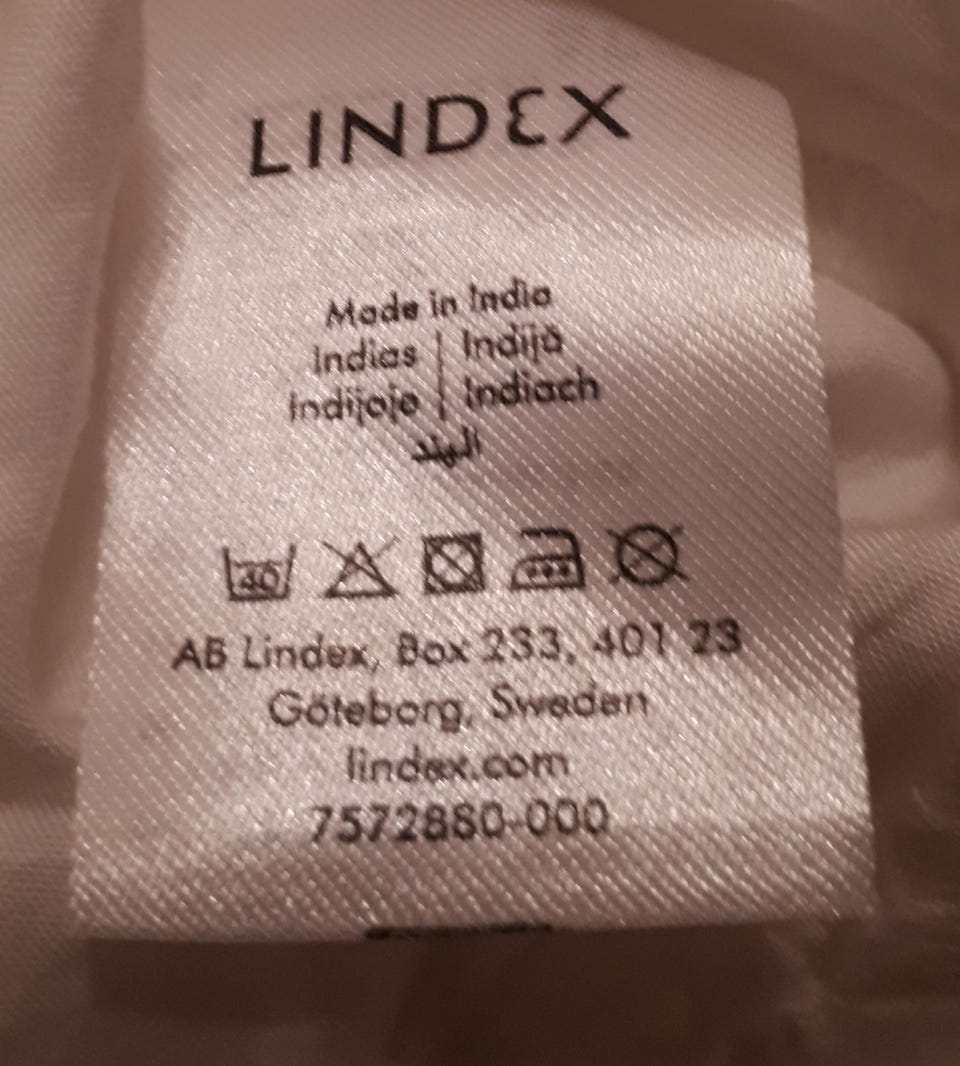 LINDEX
Made in India
Indias | Indijā
Indijoje | Indiach
الهند
40
AB Lindex, Box 233, 401 23
Göteborg, Sweden
lindex.com
7572880-000